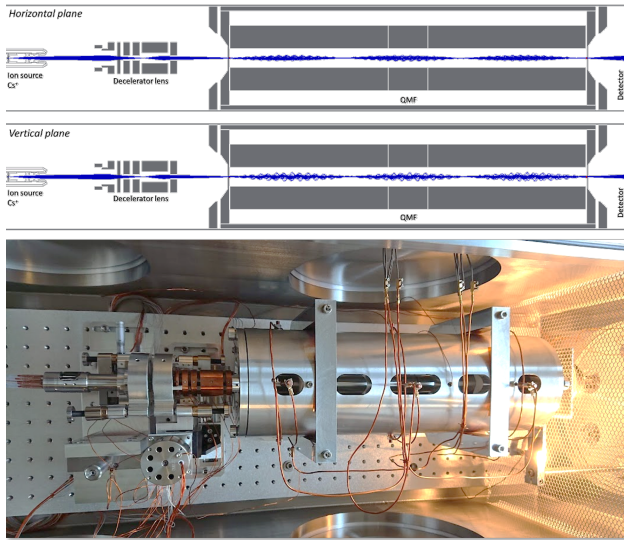 Horizontal plane
Ion source
Cs⁺
Decelerator lens
QMF
Detector
Vertical plane
Ion source
Cs⁺
Decelerator lens
QMF
Detector